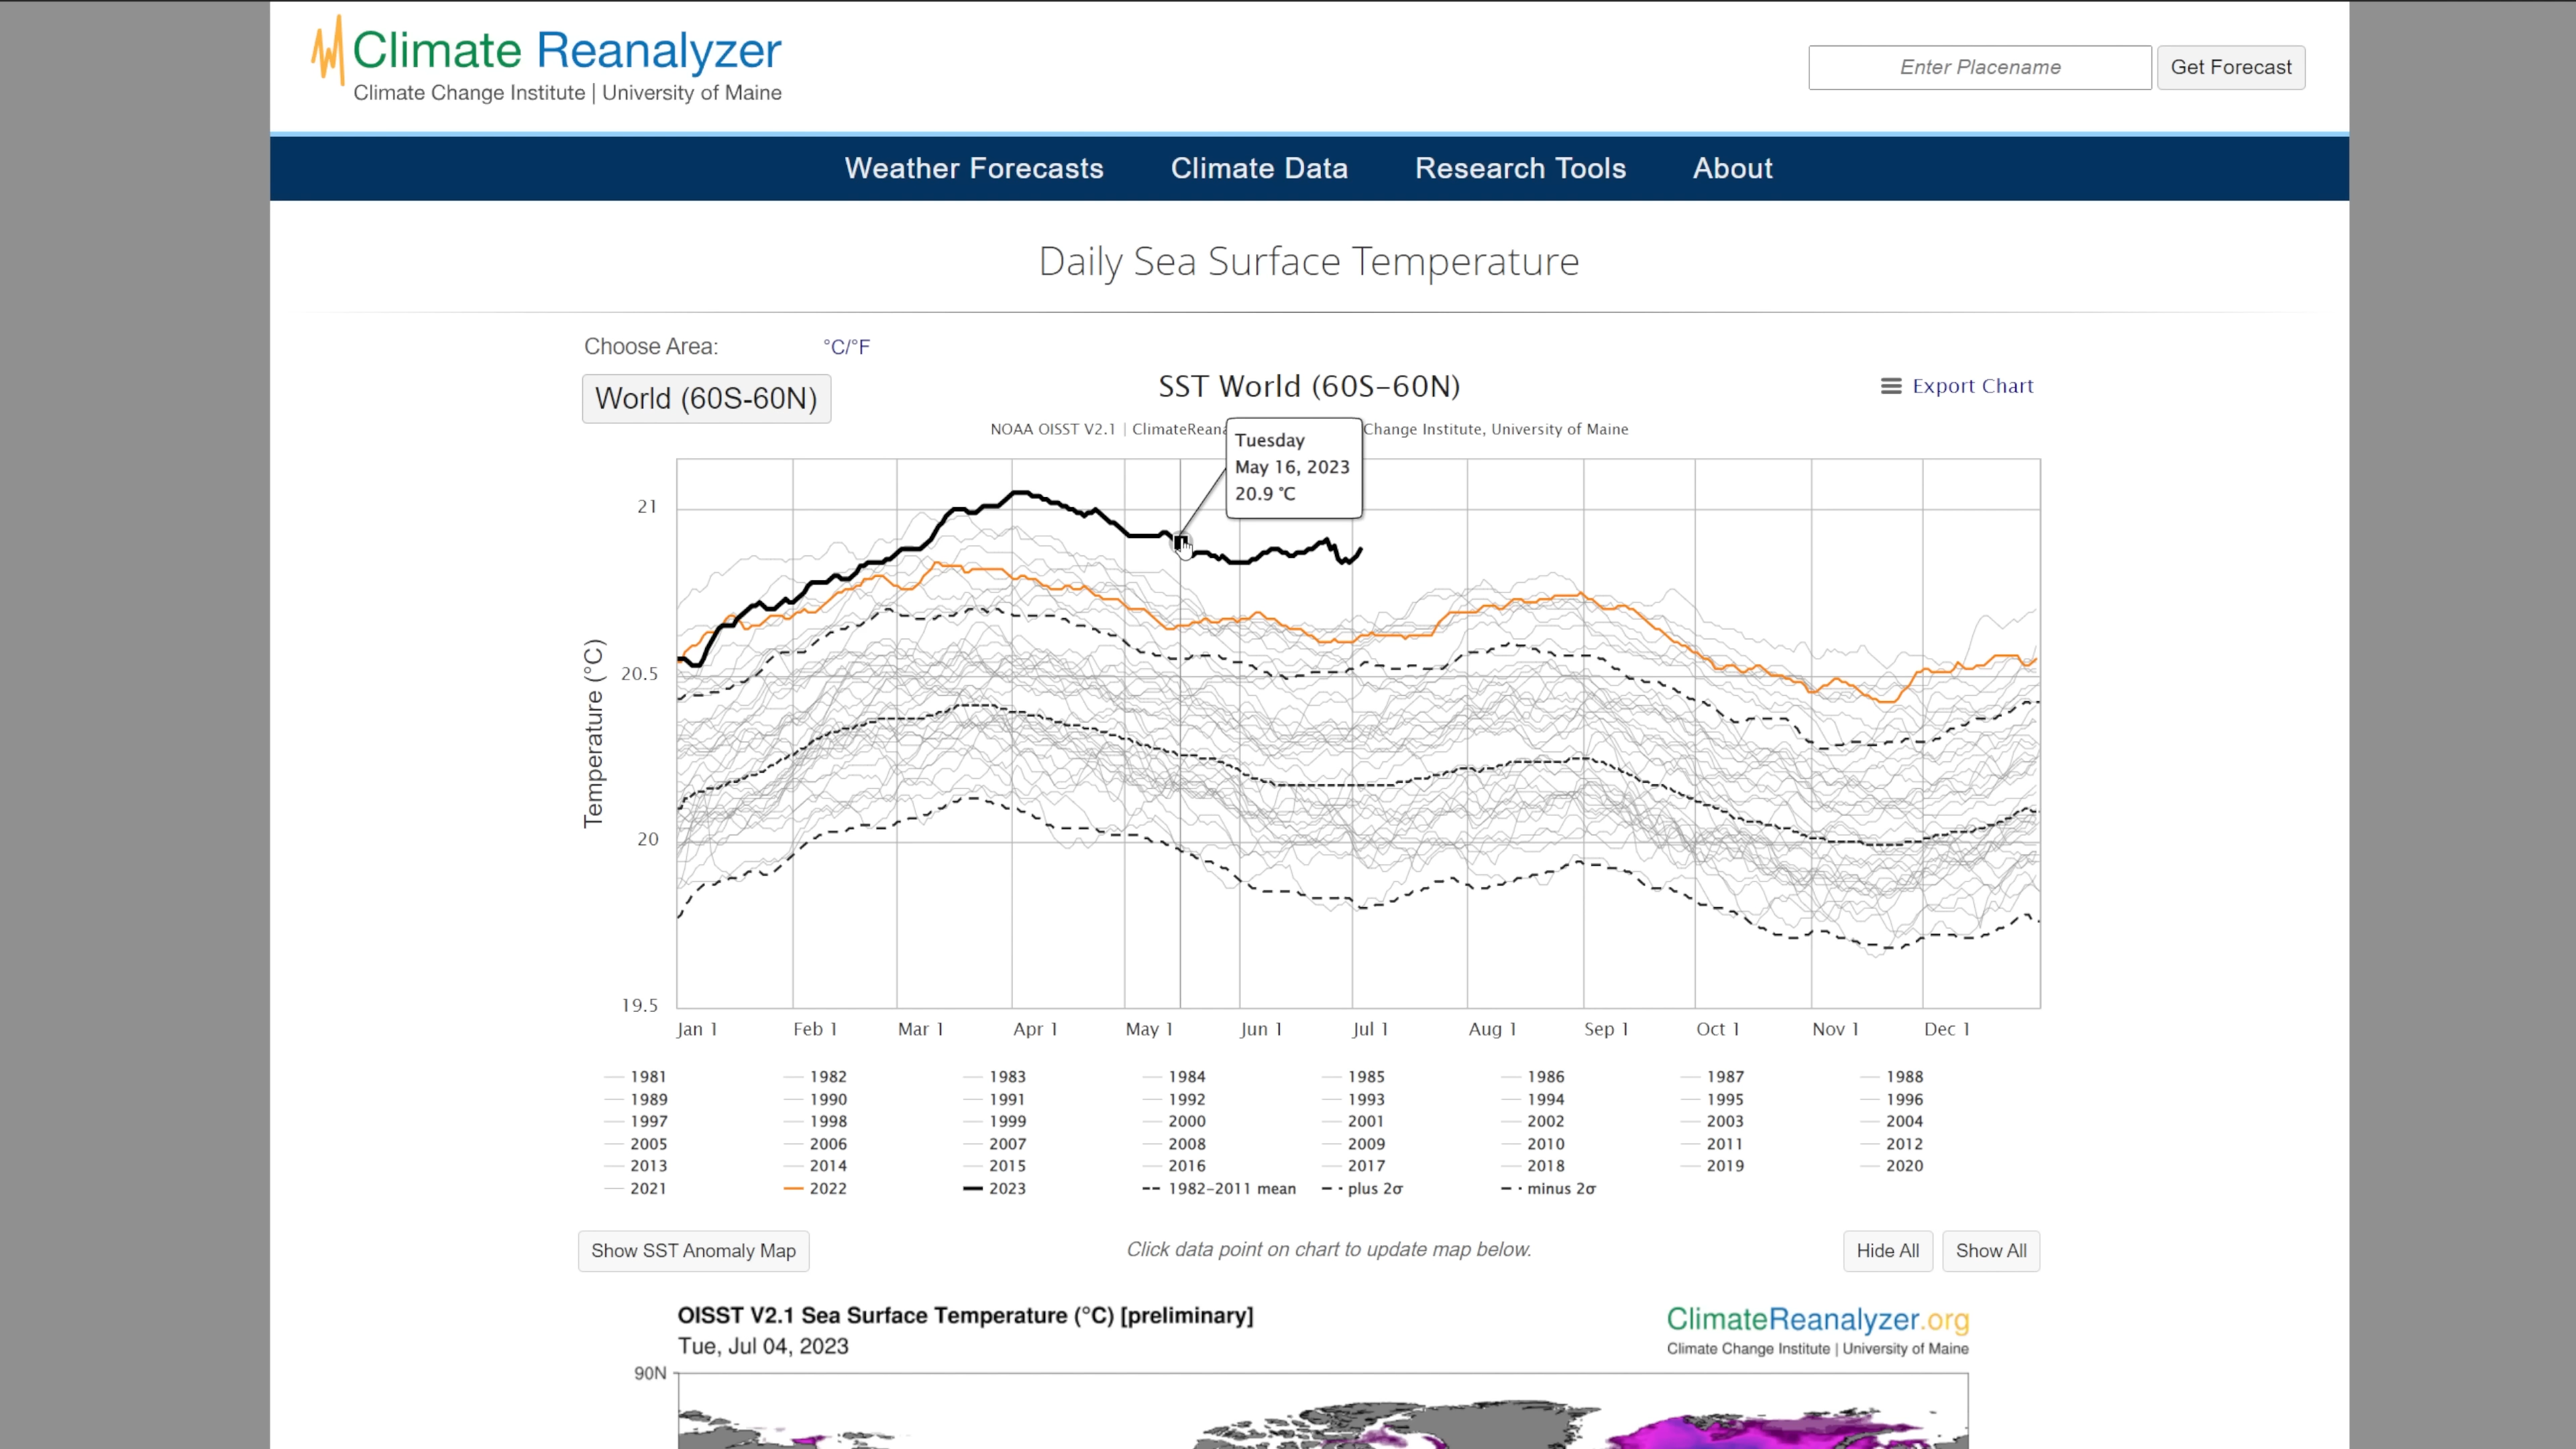 Climate Reanalyzer
Climate Change Institute | University of Maine
Enter Placename
Get Forecast
Weather Forecasts Climate Data Research Tools About
Daily Sea Surface Temperature
Choose Area: °C/°F
World (60S-60N)
SST World (60S–60N)
Export Chart
NOAA OISST V2.1 | ClimateReana Change Institute, University of Maine
Tuesday
May 16, 2023
20.9 °C
21
20.5
20
19.5
Temperature (°C)
Jan 1 Feb 1 Mar 1 Apr 1 May 1 Jun 1 Jul 1 Aug 1 Sep 1 Oct 1 Nov 1 Dec 1
1981 1982 1983 1984 1985 1986 1987 1988
1989 1990 1991 1992 1993 1994 1995 1996
1997 1998 1999 2000 2001 2002 2003 2004
2005 2006 2007 2008 2009 2010 2011 2012
2013 2014 2015 2016 2017 2018 2019 2020
2021 2022 2023 1982–2011 mean plus 2σ minus 2σ
Show SST Anomaly Map
Click data point on chart to update map below.
Hide All
Show All
OISST V2.1 Sea Surface Temperature (°C) [preliminary]
Tue, Jul 04, 2023
ClimateReanalyzer.org
Climate Change Institute | University of Maine
90N